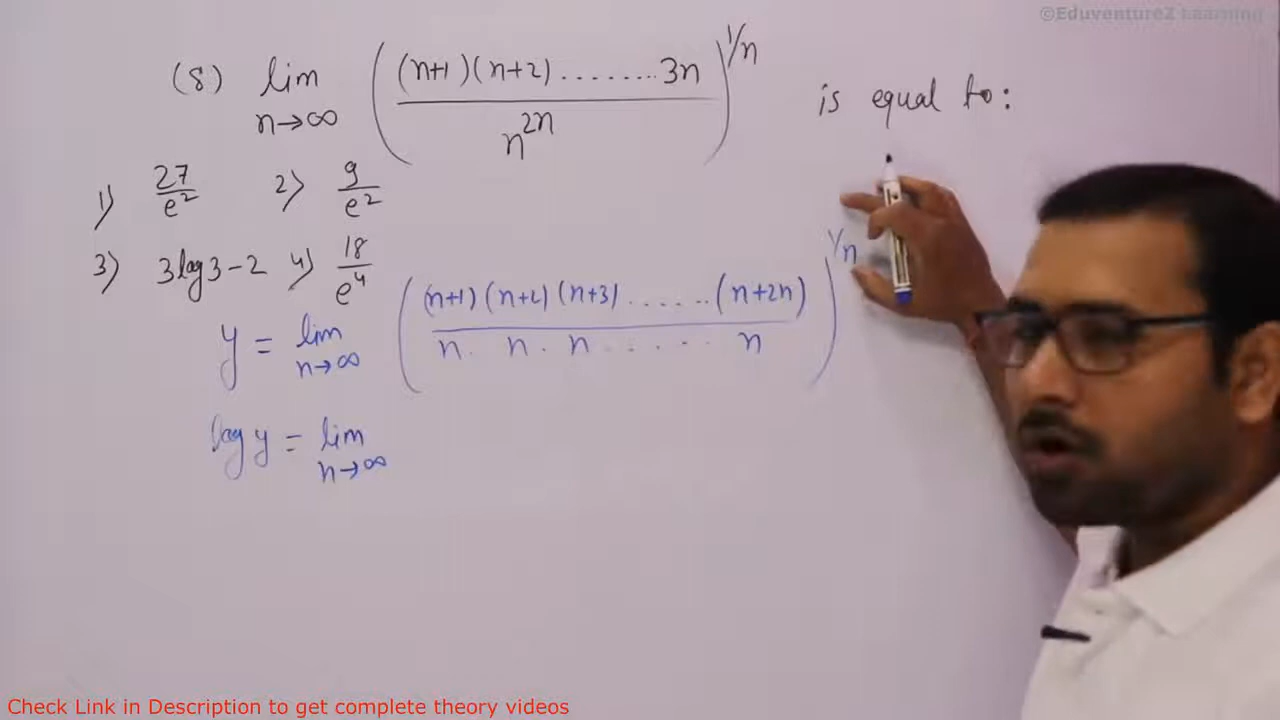 ©EduventureZ Learning
(8) lim n→∞ ( (n+1)(n+2)........3n / n^2n )^1/n is equal to:
1) 27/e^2 2) 9/e^2
3) 3log3-2 4) 18/e^4
y = lim n→∞ ( (n+1)(n+2)(n+3)......(n+2n) / n. n. n..... n )^1/n
log y = lim n→∞
Check Link in Description to get complete theory videos